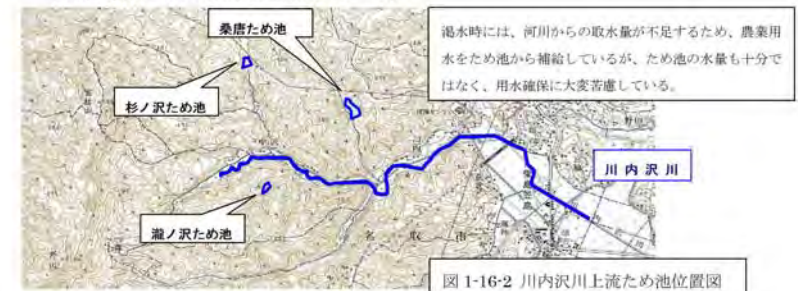 桑唐ため池
渇水時には、河川からの取水量が不足するため、農業用
水をため池から補給しているが、ため池の水量も十分で
はなく、用水確保に大変苦慮している。
杉ノ沢ため池
川内沢川
瀧ノ沢ため池
名取市
図 1-16-2 川内沢川上流ため池位置図